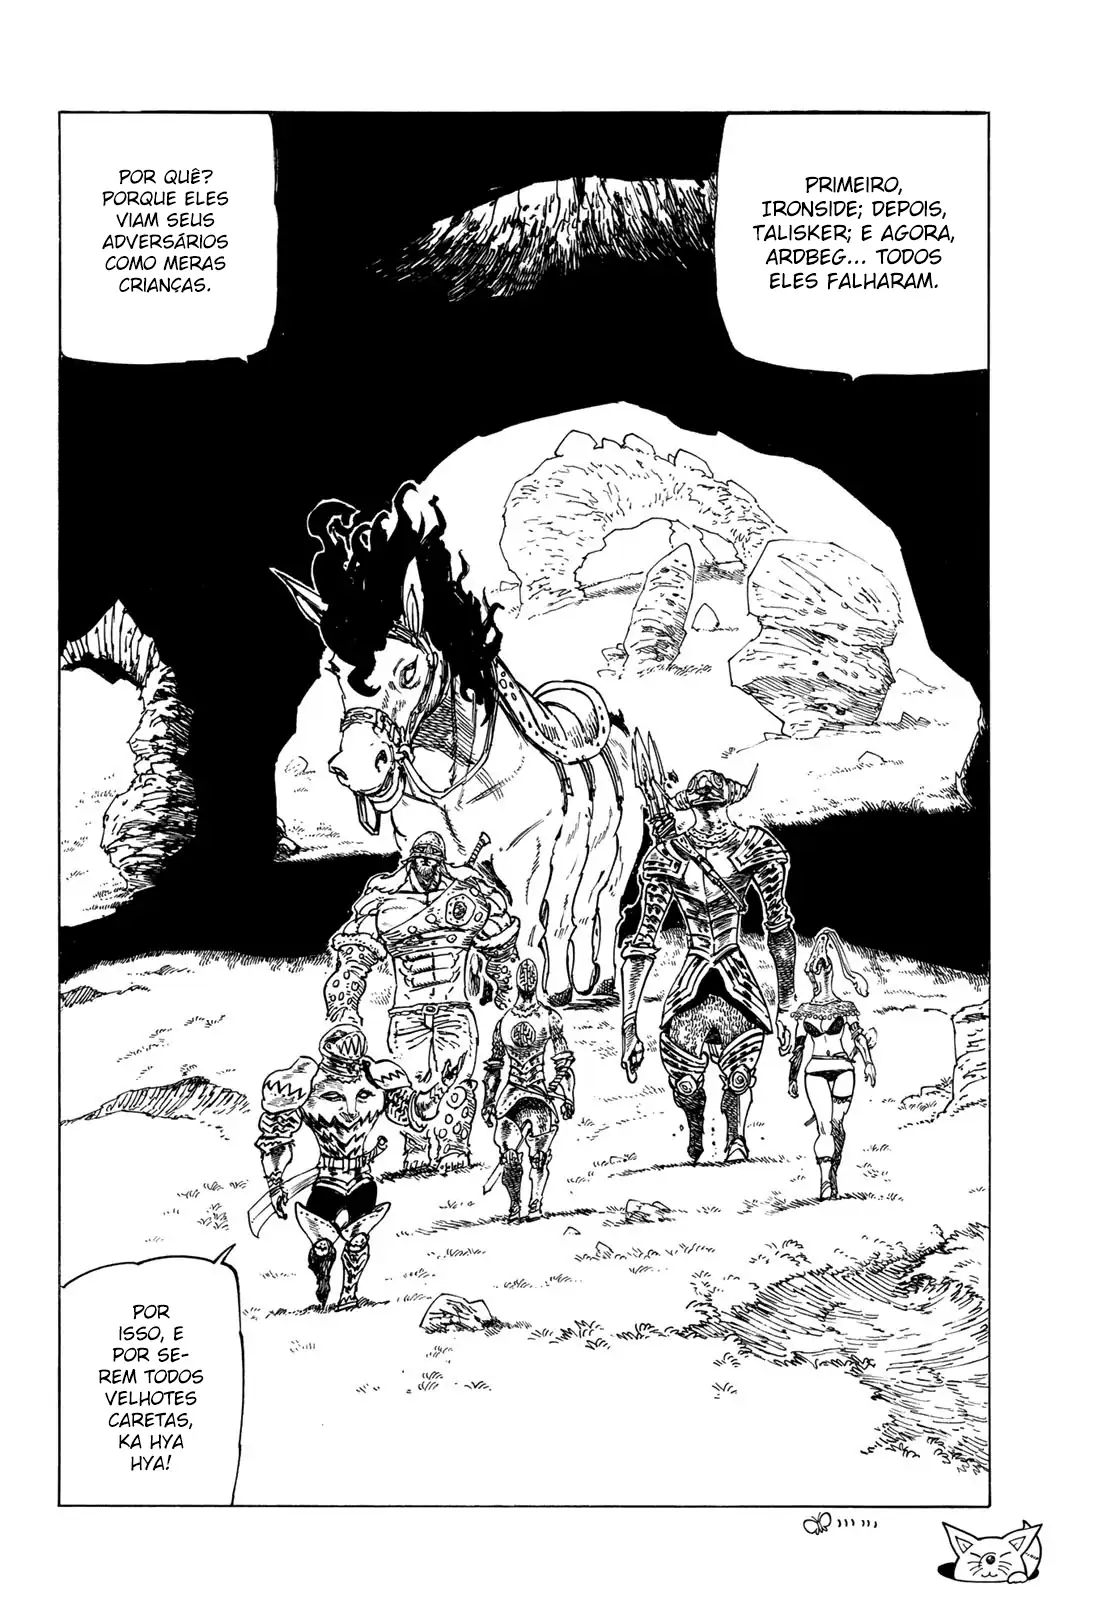 PRIMEIRO,
IRONSIDE; DEPOIS,
TALISKER; E AGORA,
ARDBEG... TODOS
ELES FALHARAM.
POR QUÊ?
PORQUE ELES
VIAM SEUS
ADVERSÁRIOS
COMO MERAS
CRIANÇAS.
POR
ISSO, E
POR SE-
REM TODOS
VELHOTES
CARETAS,
KA HYA
HYA!